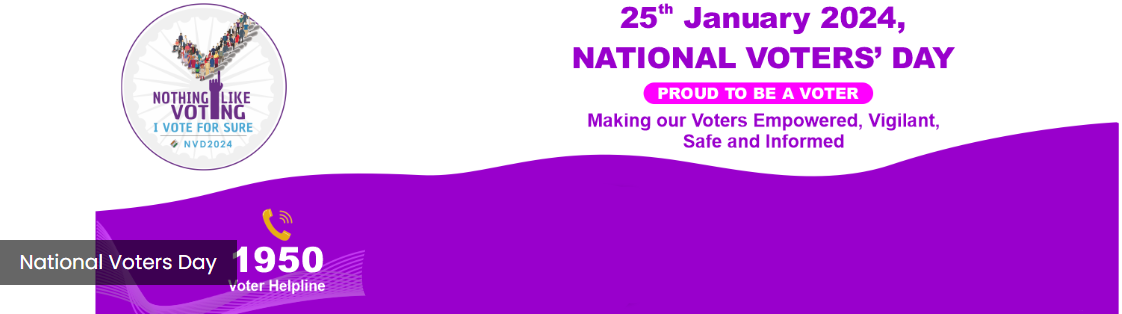 NOTHING LIKE
VOTING
I VOTE FOR SURE
NVD2024
25th January 2024,
NATIONAL VOTERS’ DAY
PROUD TO BE A VOTER
Making our Voters Empowered, Vigilant,
Safe and Informed
National Voters Day
1950
Voter Helpline